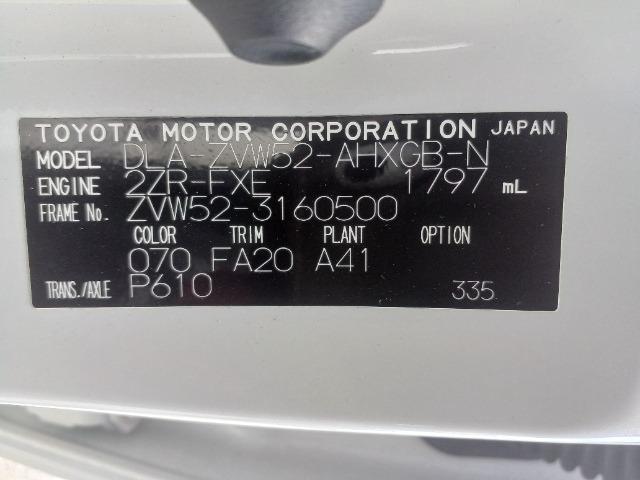 TOYOTA MOTOR CORPORATION JAPAN
MODEL DLA-ZVW52-AHXGB-N
ENGINE 2ZR-FXE 1797 mL
FRAME No. ZVW52-3160500
COLOR TRIM PLANT OPTION
070 FA20 A41
TRANS./AXLE P610 335